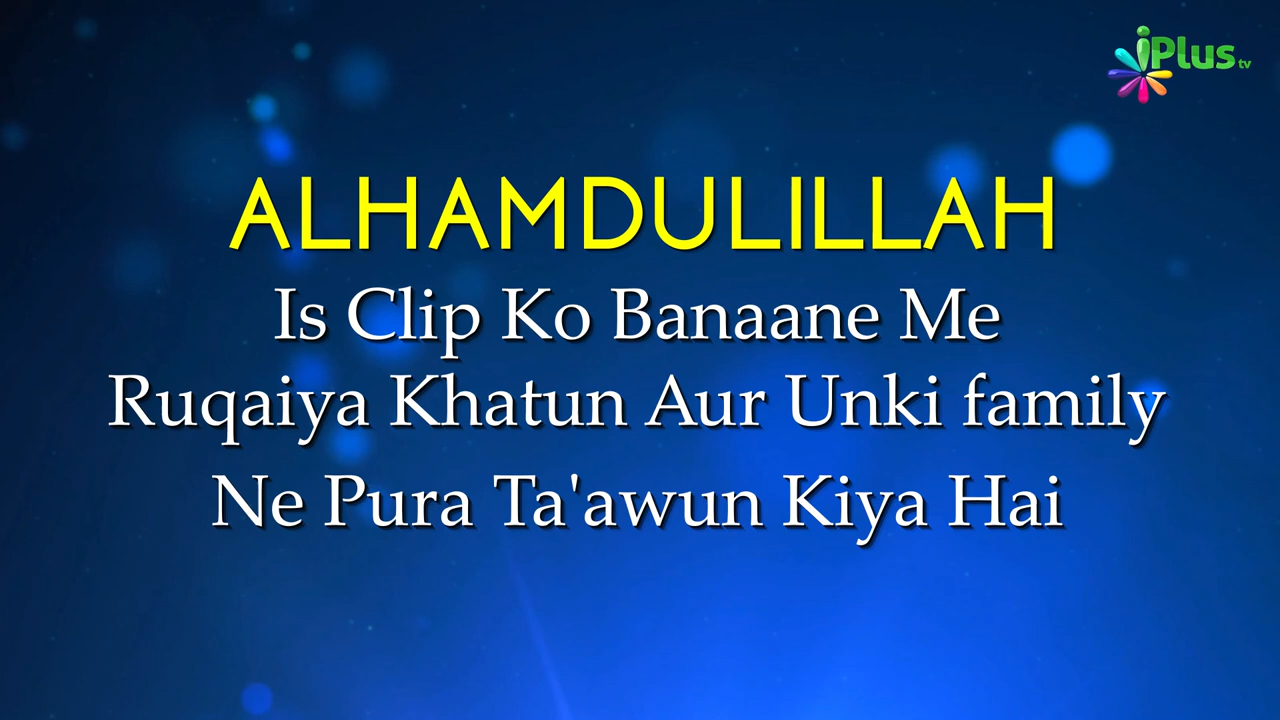 iPlus tv
ALHAMDULILLAH
Is Clip Ko Banaane Me
Ruqaiya Khatun Aur Unki family
Ne Pura Ta'awun Kiya Hai